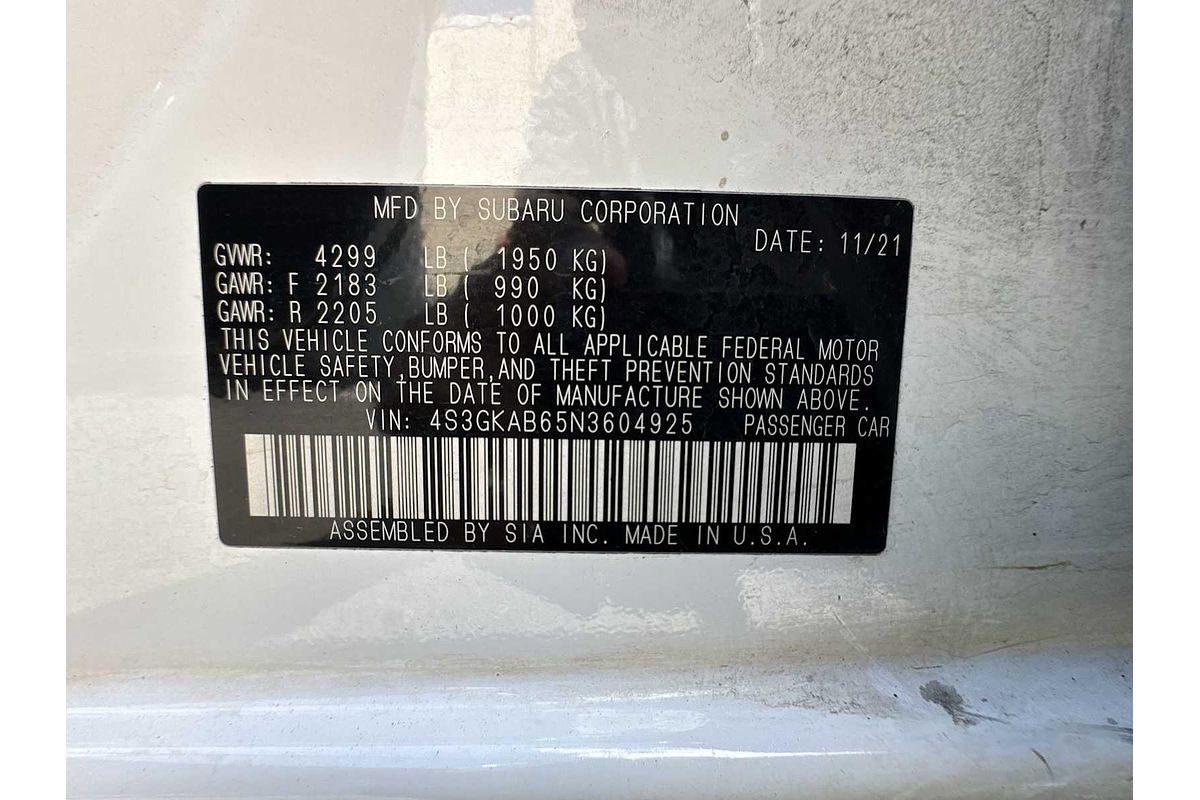 MFD BY SUBARU CORPORATION
DATE: 11/21
GVWR: 4299 LB ( 1950 KG)
GAWR: F 2183 LB ( 990 KG)
GAWR: R 2205 LB ( 1000 KG)
THIS VEHICLE CONFORMS TO ALL APPLICABLE FEDERAL MOTOR
VEHICLE SAFETY, BUMPER, AND THEFT PREVENTION STANDARDS
IN EFFECT ON THE DATE OF MANUFACTURE SHOWN ABOVE.
VIN: 4S3GKAB65N3604925 PASSENGER CAR
ASSEMBLED BY SIA INC. MADE IN U.S.A.